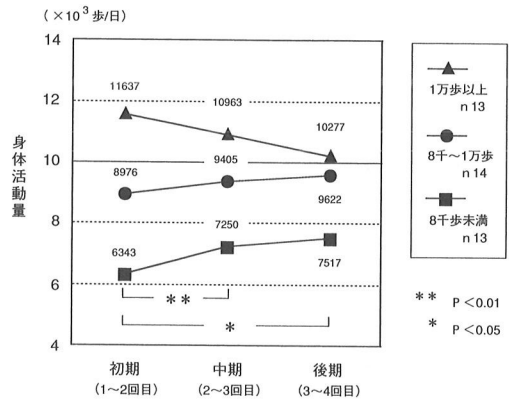 (×10³歩/日)
14
12
10
8
6
4
身体活動量
11637
10963
10277
8976
9405
9622
6343
7250
7517
**
*
初期
(1〜2回目)
中期
(2〜3回目)
後期
(3〜4回目)
1万歩以上
n 13
8千〜1万歩
n 14
8千歩未満
n 13
** P<0.01
* P<0.05